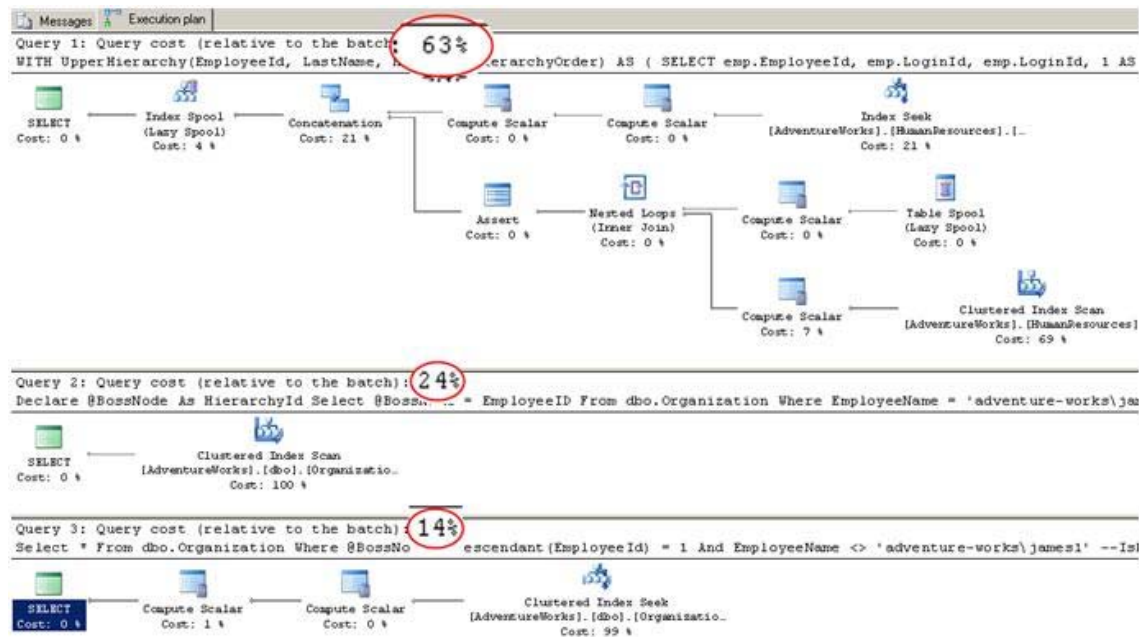 Messages Execution plan
Query 1: Query cost (relative to the batch: 63%
WITH UpperHierarchy(EmployeeId, LastName, erarchyOrder) AS ( SELECT emp.EmployeeId, emp.LoginId, emp.LoginId, 1 AS
SELECT
Cost: 0 %
Index Spool
(Lazy Spool)
Cost: 4 %
Concatenation
Cost: 21 %
Compute Scalar
Cost: 0 %
Compute Scalar
Cost: 0 %
Index Seek
[AdventureWorks].[HumanResources].[…
Cost: 21 %
Assert
Cost: 0 %
Nested Loops
(Inner Join)
Cost: 0 %
Compute Scalar
Cost: 0 %
Table Spool
(Lazy Spool)
Cost: 0 %
Compute Scalar
Cost: 7 %
Clustered Index Scan
[AdventureWorks].[HumanResources]
Cost: 69 %
Query 2: Query cost (relative to the batch): 24%
Declare @BossNode As HierarchyId Select @BossN = EmployeeID From dbo.Organization Where EmployeeName = 'adventure-works\ja
SELECT
Cost: 0 %
Clustered Index Scan
[AdventureWorks].[dbo].[Organizatio…
Cost: 100 %
Query 3: Query cost (relative to the batch): 14%
Select * From dbo.Organization Where @BossNo escendant(EmployeeId) = 1 And EmployeeName <> 'adventure-works\james1' --Is
SELECT
Cost: 0 %
Compute Scalar
Cost: 1 %
Compute Scalar
Cost: 0 %
Clustered Index Seek
[AdventureWorks].[dbo].[Organizatio…
Cost: 99 %